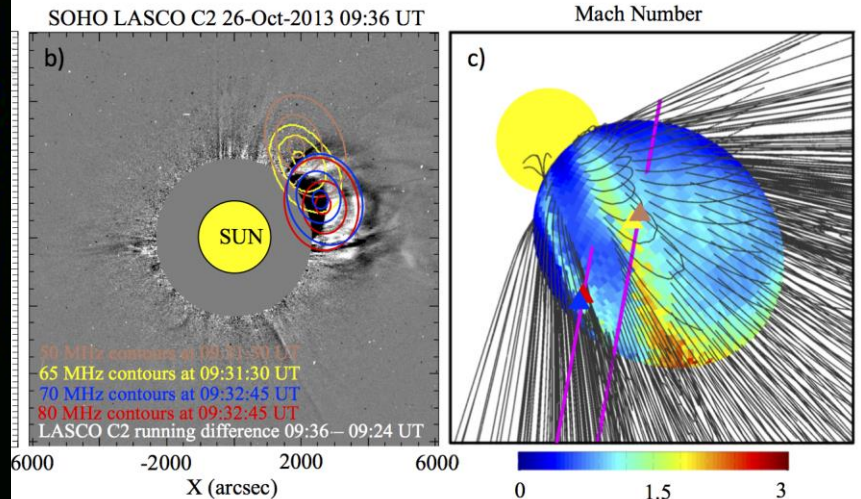 SOHO LASCO C2 26-Oct-2013 09:36 UT
b)
SUN
50 MHz contours at 09:31:30 UT
65 MHz contours at 09:31:30 UT
70 MHz contours at 09:32:45 UT
80 MHz contours at 09:32:45 UT
LASCO C2 running difference 09:36 – 09:24 UT
6000 -2000 2000 6000
X (arcsec)
Mach Number
c)
0 1.5 3